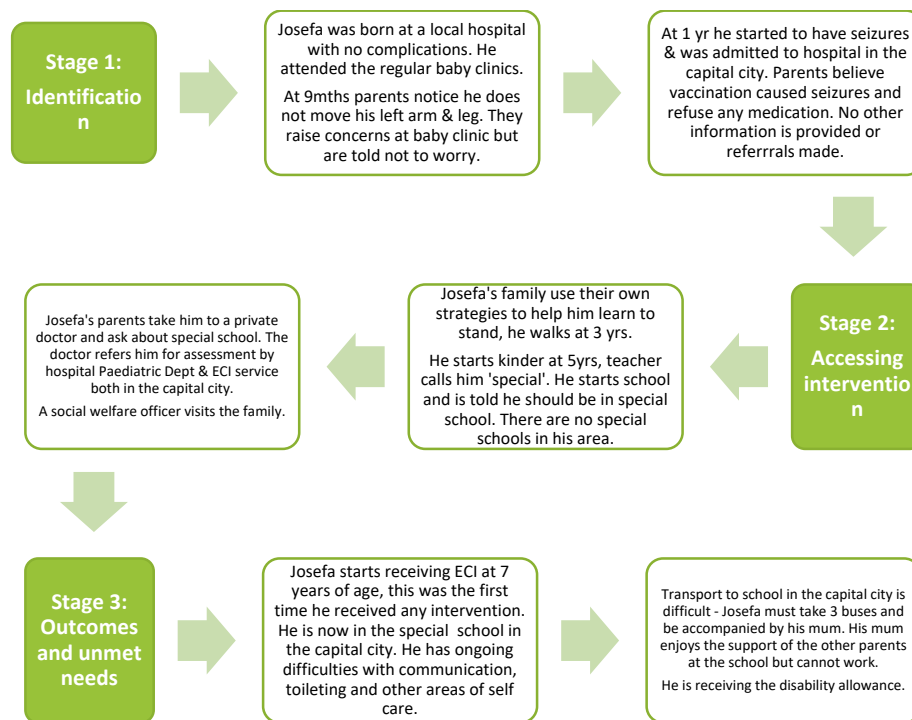 Stage 1:
Identificatio
n
Josefa was born at a local hospital
with no complications. He
attended the regular baby clinics.
At 9mths parents notice he does
not move his left arm & leg. They
raise concerns at baby clinic but
are told not to worry.
At 1 yr he started to have seizures
& was admitted to hospital in the
capital city. Parents believe
vaccination caused seizures and
refuse any medication. No other
information is provided or
referrrals made.
Stage 2:
Accessing
interventio
n
Josefa's family use their own
strategies to help him learn to
stand, he walks at 3 yrs.
He starts kinder at 5yrs, teacher
calls him 'special'. He starts school
and is told he should be in special
school. There are no special
schools in his area.
Josefa's parents take him to a private
doctor and ask about special school. The
doctor refers him for assessment by
hospital Paediatric Dept & ECI service
both in the capital city.
A social welfare officer visits the family.
Stage 3:
Outcomes
and unmet
needs
Josefa starts receiving ECI at 7
years of age, this was the first
time he received any intervention.
He is now in the special school in
the capital city. He has ongoing
difficulties with communication,
toileting and other areas of self
care.
Transport to school in the capital city is
difficult - Josefa must take 3 buses and
be accompanied by his mum. His mum
enjoys the support of the other parents
at the school but cannot work.
He is receiving the disability allowance.